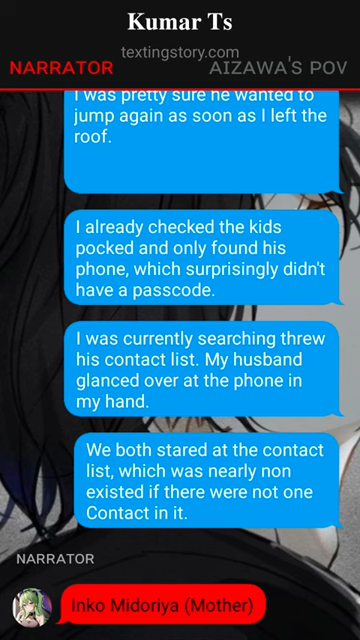 Kumar Ts
textingstory.com
NARRATOR AIZAWA'S POV
I was pretty sure he wanted to
jump again as soon as I left the
roof.
I already checked the kids
pocked and only found his
phone, which surprisingly didn't
have a passcode.
I was currently searching threw
his contact list. My husband
glanced over at the phone in
my hand.
We both stared at the contact
list, which was nearly non
existed if there were not one
Contact in it.
NARRATOR
Inko Midoriya (Mother)